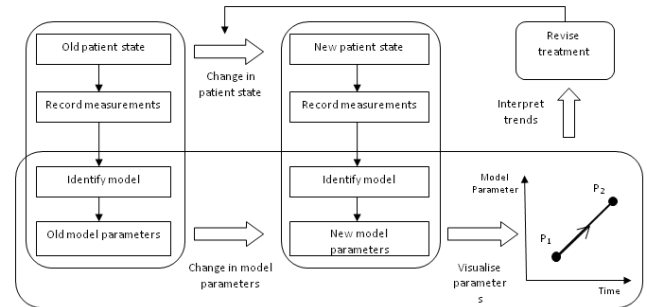 Old patient state
Record measurements
Identify model
Old model parameters
Change in
patient state
Change in model
parameters
New patient state
Record measurements
Identify model
New model
parameters
Visualise
parameter
s
Revise
treatment
Interpret
trends
Model
Parameter
P2
P1
Time